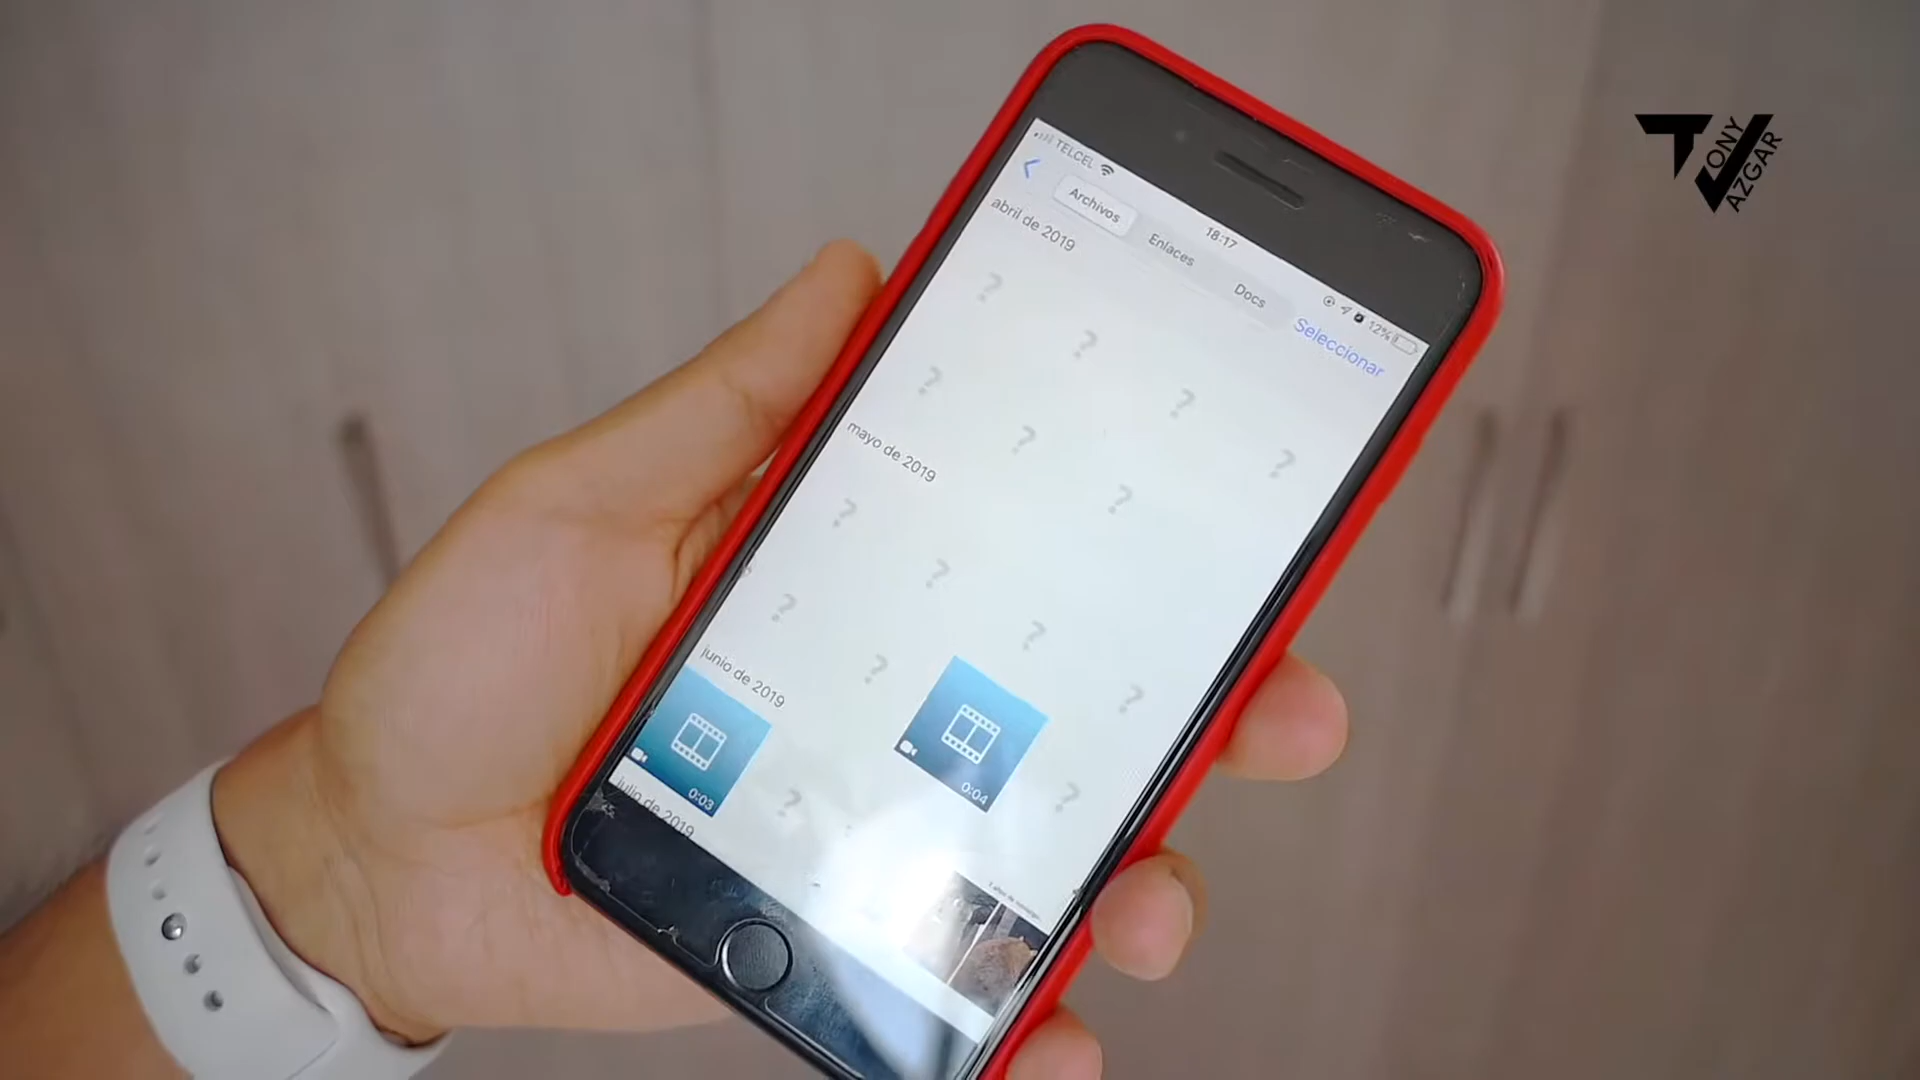 TELCEL
18:17
12%
Archivos
Enlaces
Docs
Seleccionar
abril de 2019
? ? ? ?
? ? ?
mayo de 2019
? ? ? ?
? ?
junio de 2019
0:03
?
0:04
?
julio de 2019
TONY
AZGAR